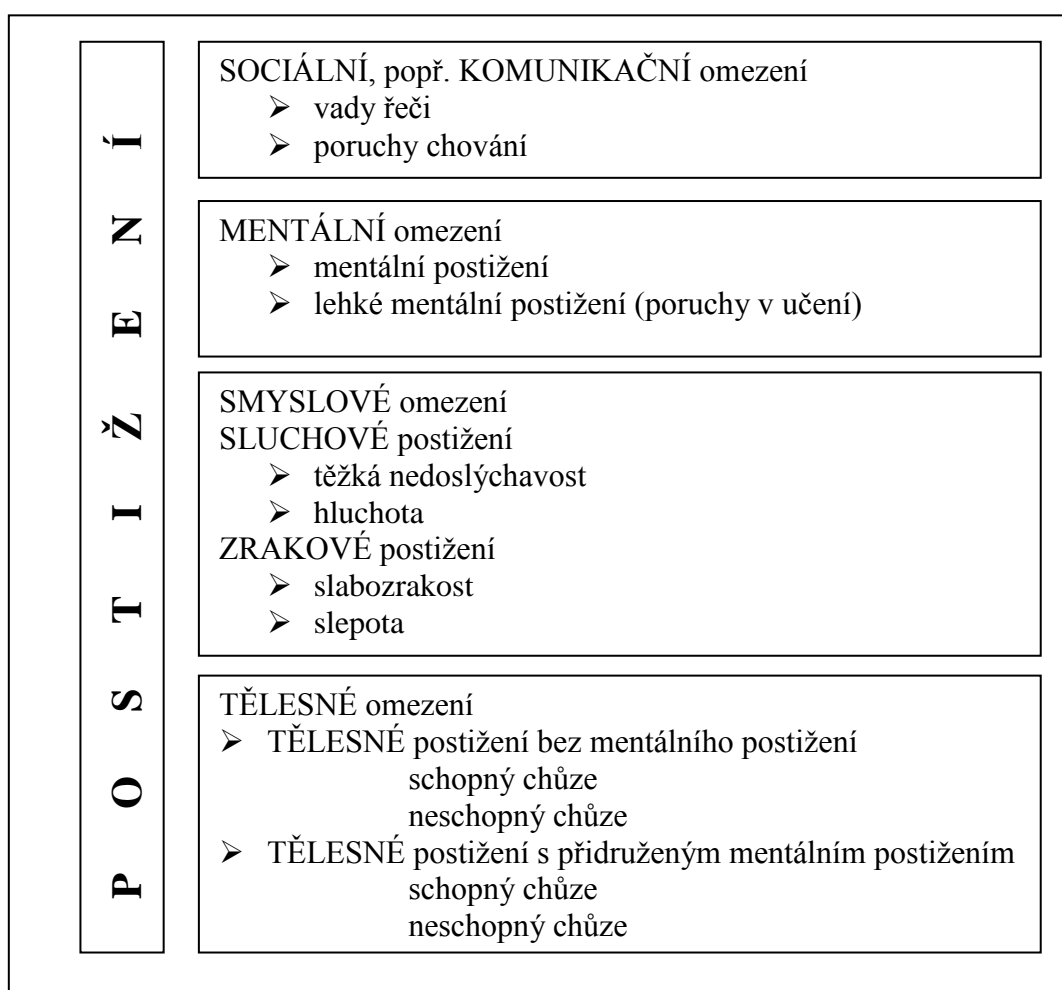 P O S T I Ž E N Í
SOCIÁLNÍ, popř. KOMUNIKAČNÍ omezení
➢ vady řeči
➢ poruchy chování
MENTÁLNÍ omezení
➢ mentální postižení
➢ lehké mentální postižení (poruchy v učení)
SMYSLOVÉ omezení
SLUCHOVÉ postižení
➢ těžká nedoslýchavost
➢ hluchota
ZRAKOVÉ postižení
➢ slabozrakost
➢ slepota
TĚLESNÉ omezení
➢ TĚLESNÉ postižení bez mentálního postižení
schopný chůze
neschopný chůze
➢ TĚLESNÉ postižení s přidruženým mentálním postižením
schopný chůze
neschopný chůze